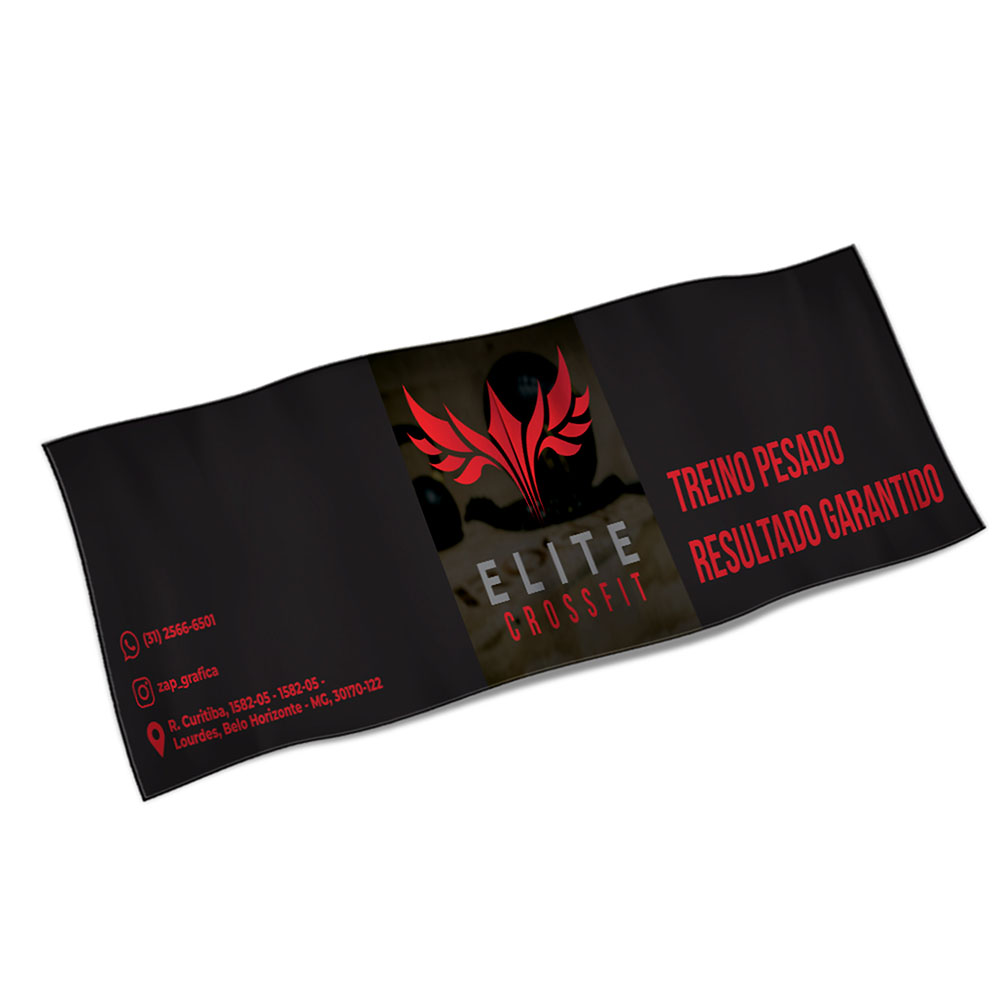 (31) 2566-6501
zap_grafica
R. Curitiba, 1582-05 - 1582-05 -
Lourdes, Belo Horizonte - MG, 30170-122
ELITE
CROSSFIT
TREINO PESADO
RESULTADO GARANTIDO